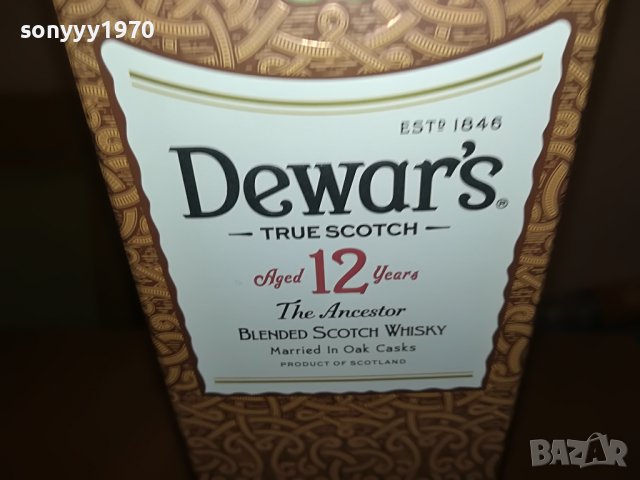 sonyyy1970
ESTD 1846
Dewar's®
TRUE SCOTCH
Aged 12 Years
The Ancestor
BLENDED SCOTCH WHISKY
Married In Oak Casks
PRODUCT OF SCOTLAND
BAZAR